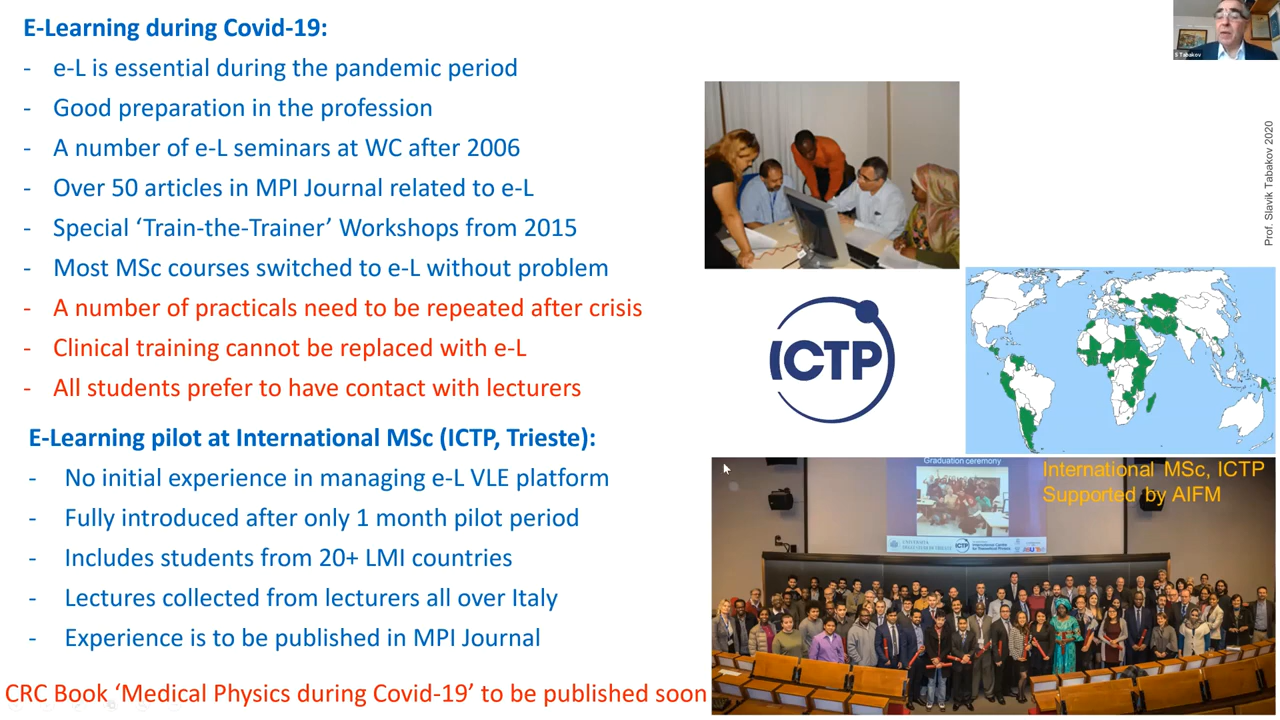 E-Learning during Covid-19:
- e-L is essential during the pandemic period
- Good preparation in the profession
- A number of e-L seminars at WC after 2006
- Over 50 articles in MPI Journal related to e-L
- Special ‘Train-the-Trainer’ Workshops from 2015
- Most MSc courses switched to e-L without problem
- A number of practicals need to be repeated after crisis
- Clinical training cannot be replaced with e-L
- All students prefer to have contact with lecturers
E-Learning pilot at International MSc (ICTP, Trieste):
- No initial experience in managing e-L VLE platform
- Fully introduced after only 1 month pilot period
- Includes students from 20+ LMI countries
- Lectures collected from lecturers all over Italy
- Experience is to be published in MPI Journal
CRC Book ‘Medical Physics during Covid-19’ to be published soon
S Tabakov
Prof. Slavik Tabakov 2020
ICTP
Graduation ceremony
International MSc, ICTP
Supported by AIFM
ICTP